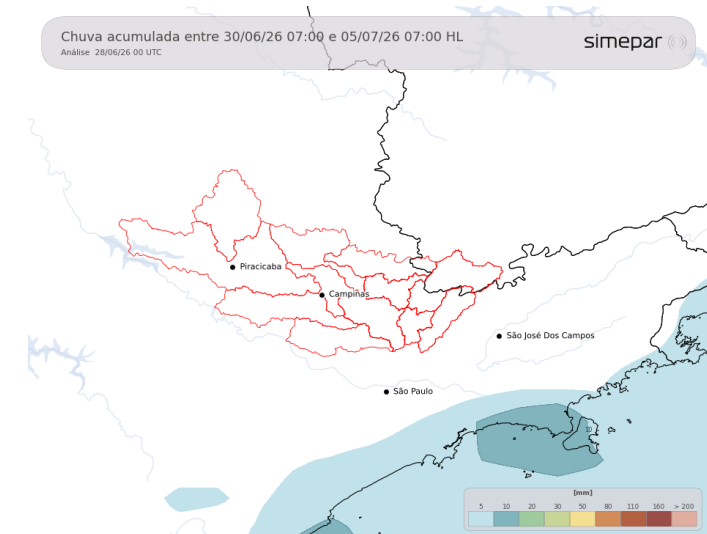 Chuva acumulada entre 30/06/26 07:00 e 05/07/26 07:00 HL
Análise 28/06/26 00 UTC
simepar
Piracicaba
Campinas
São José Dos Campos
São Paulo
10
[mm]
5 10 20 30 50 80 110 160 > 200